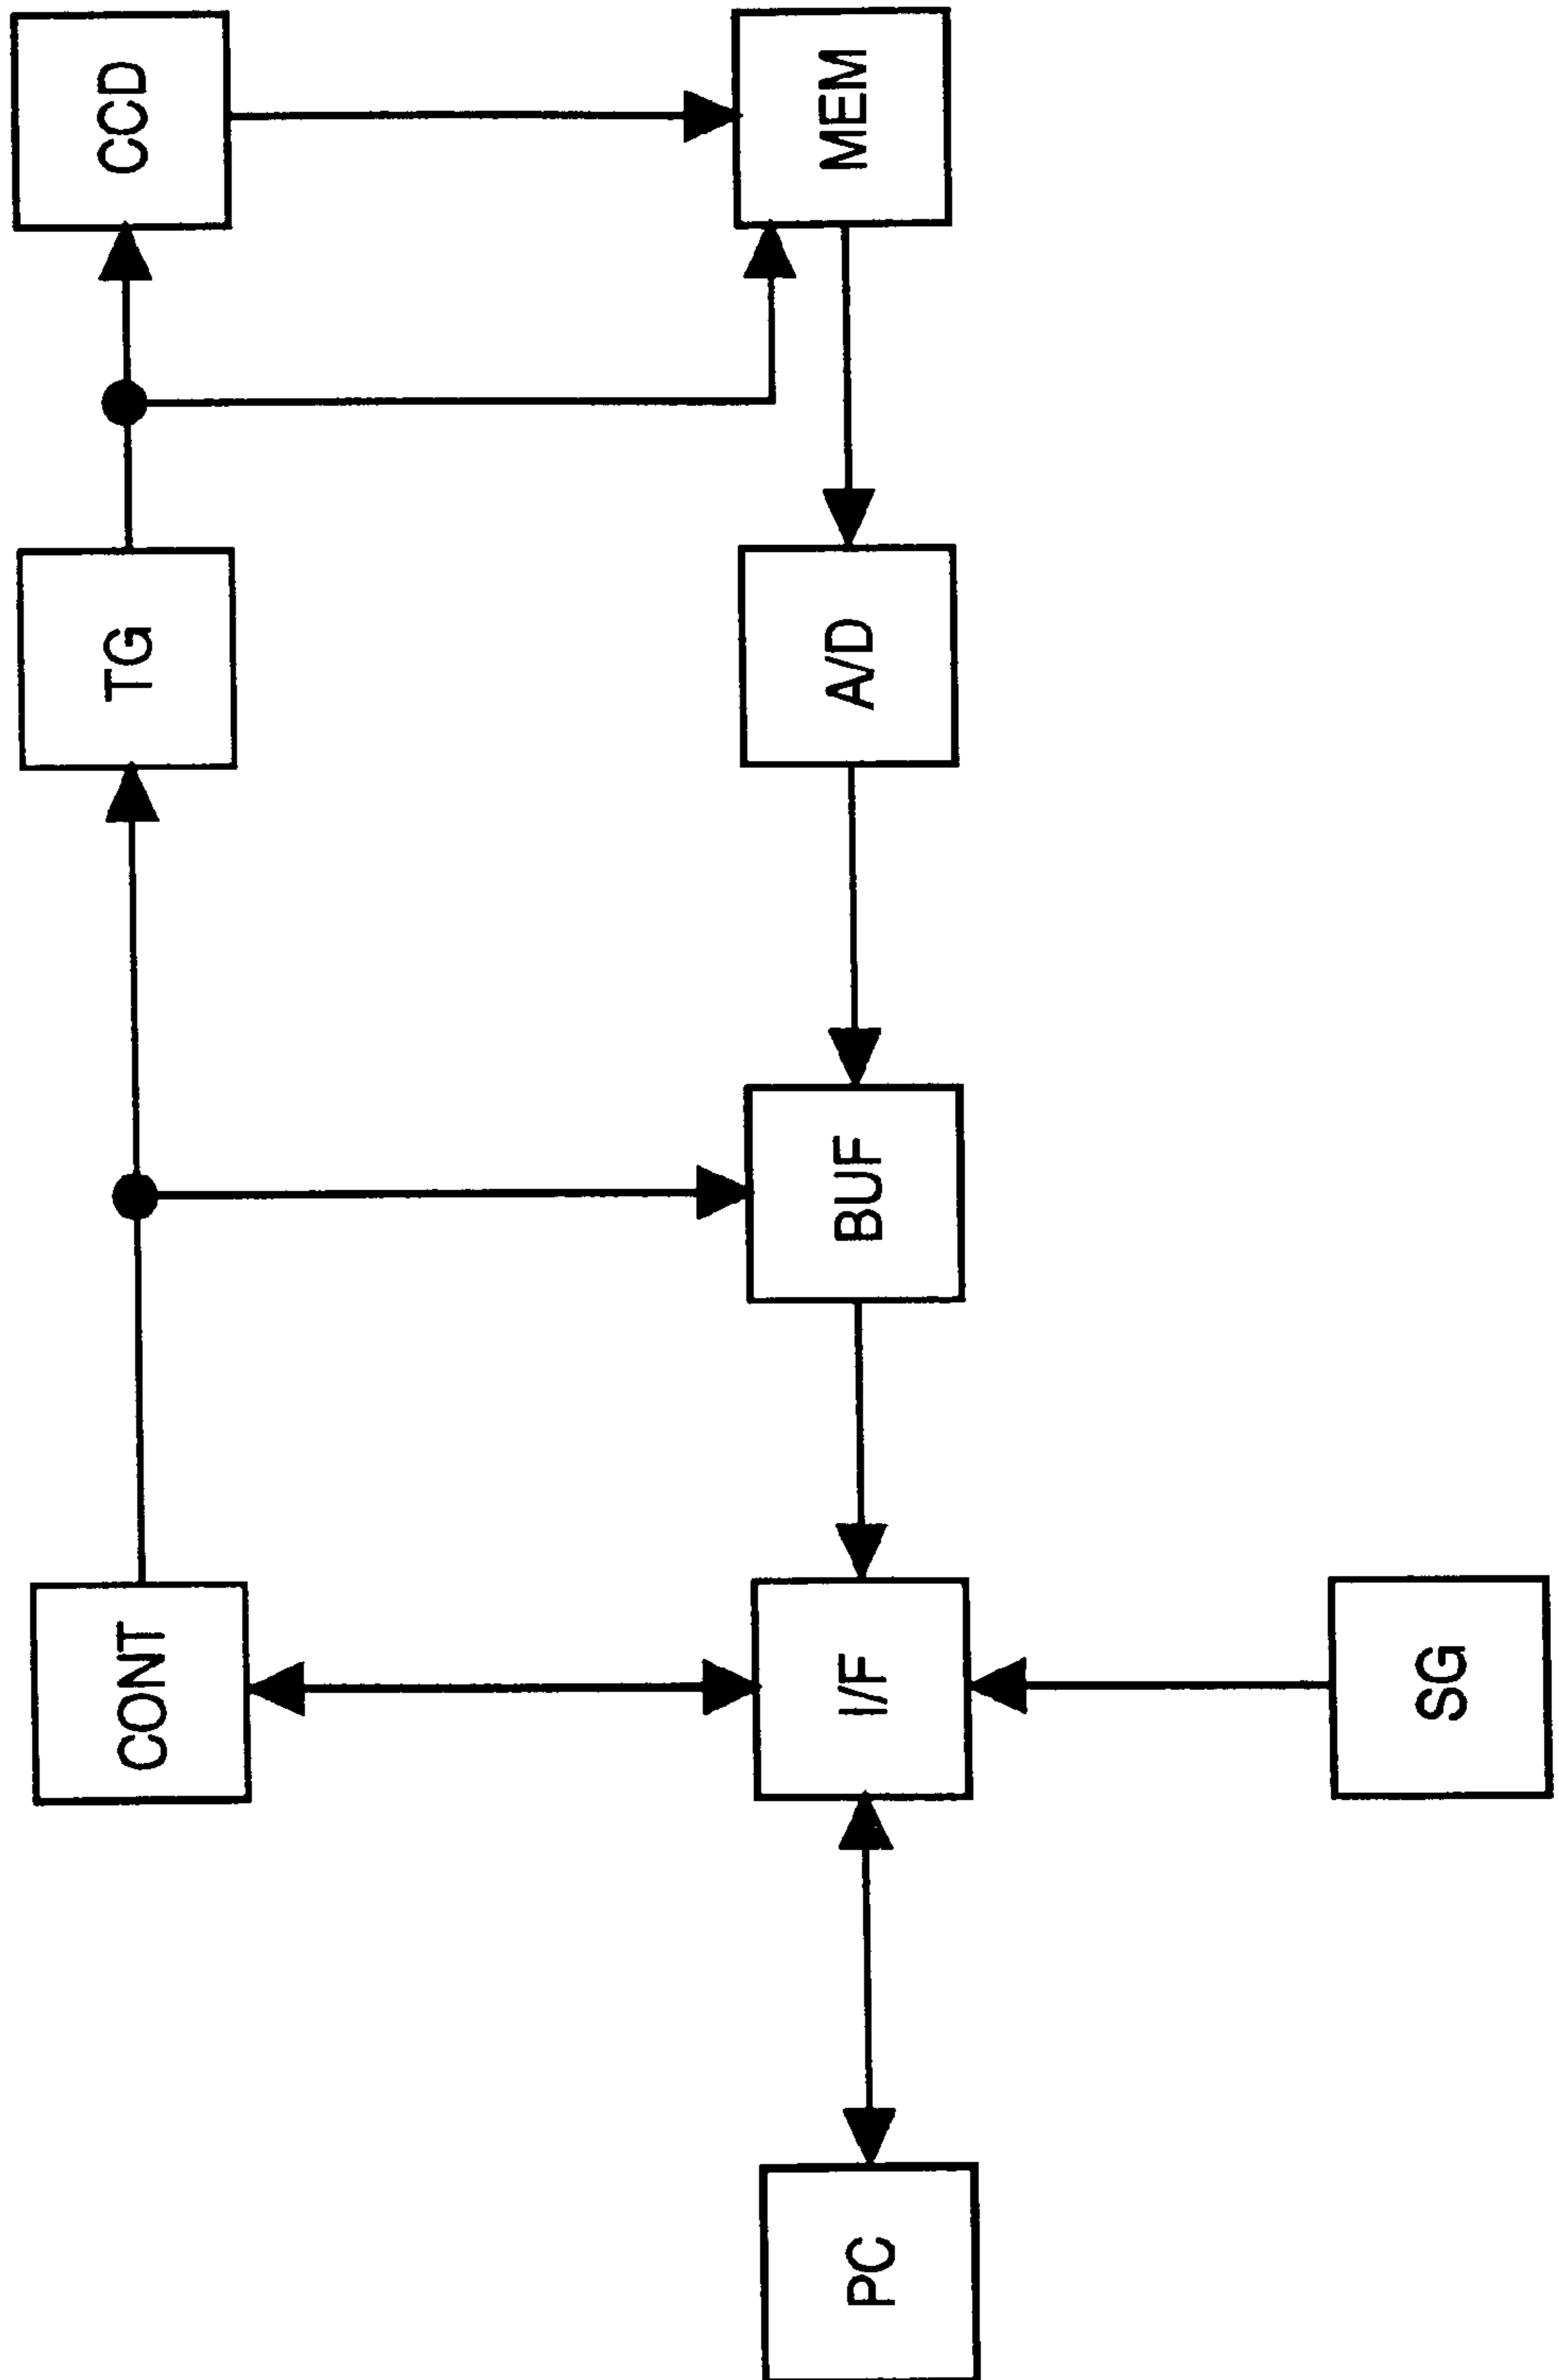 CCD
MEM
TG
A/D
BUF
CONT
I/F
SG
PC